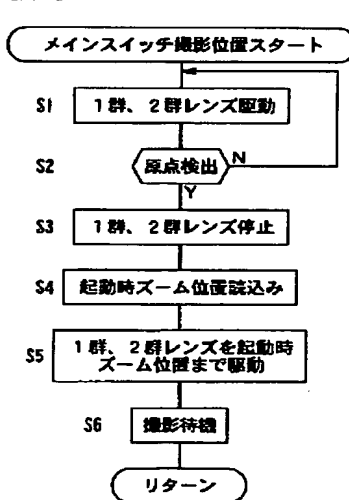 メインスイッチ撮影位置スタート
S1 1群、2群レンズ駆動
S2 原点検出 N
Y
S3 1群、2群レンズ停止
S4 起動時ズーム位置読込み
S5 1群、2群レンズを起動時
ズーム位置まで駆動
S6 撮影待機
リターン